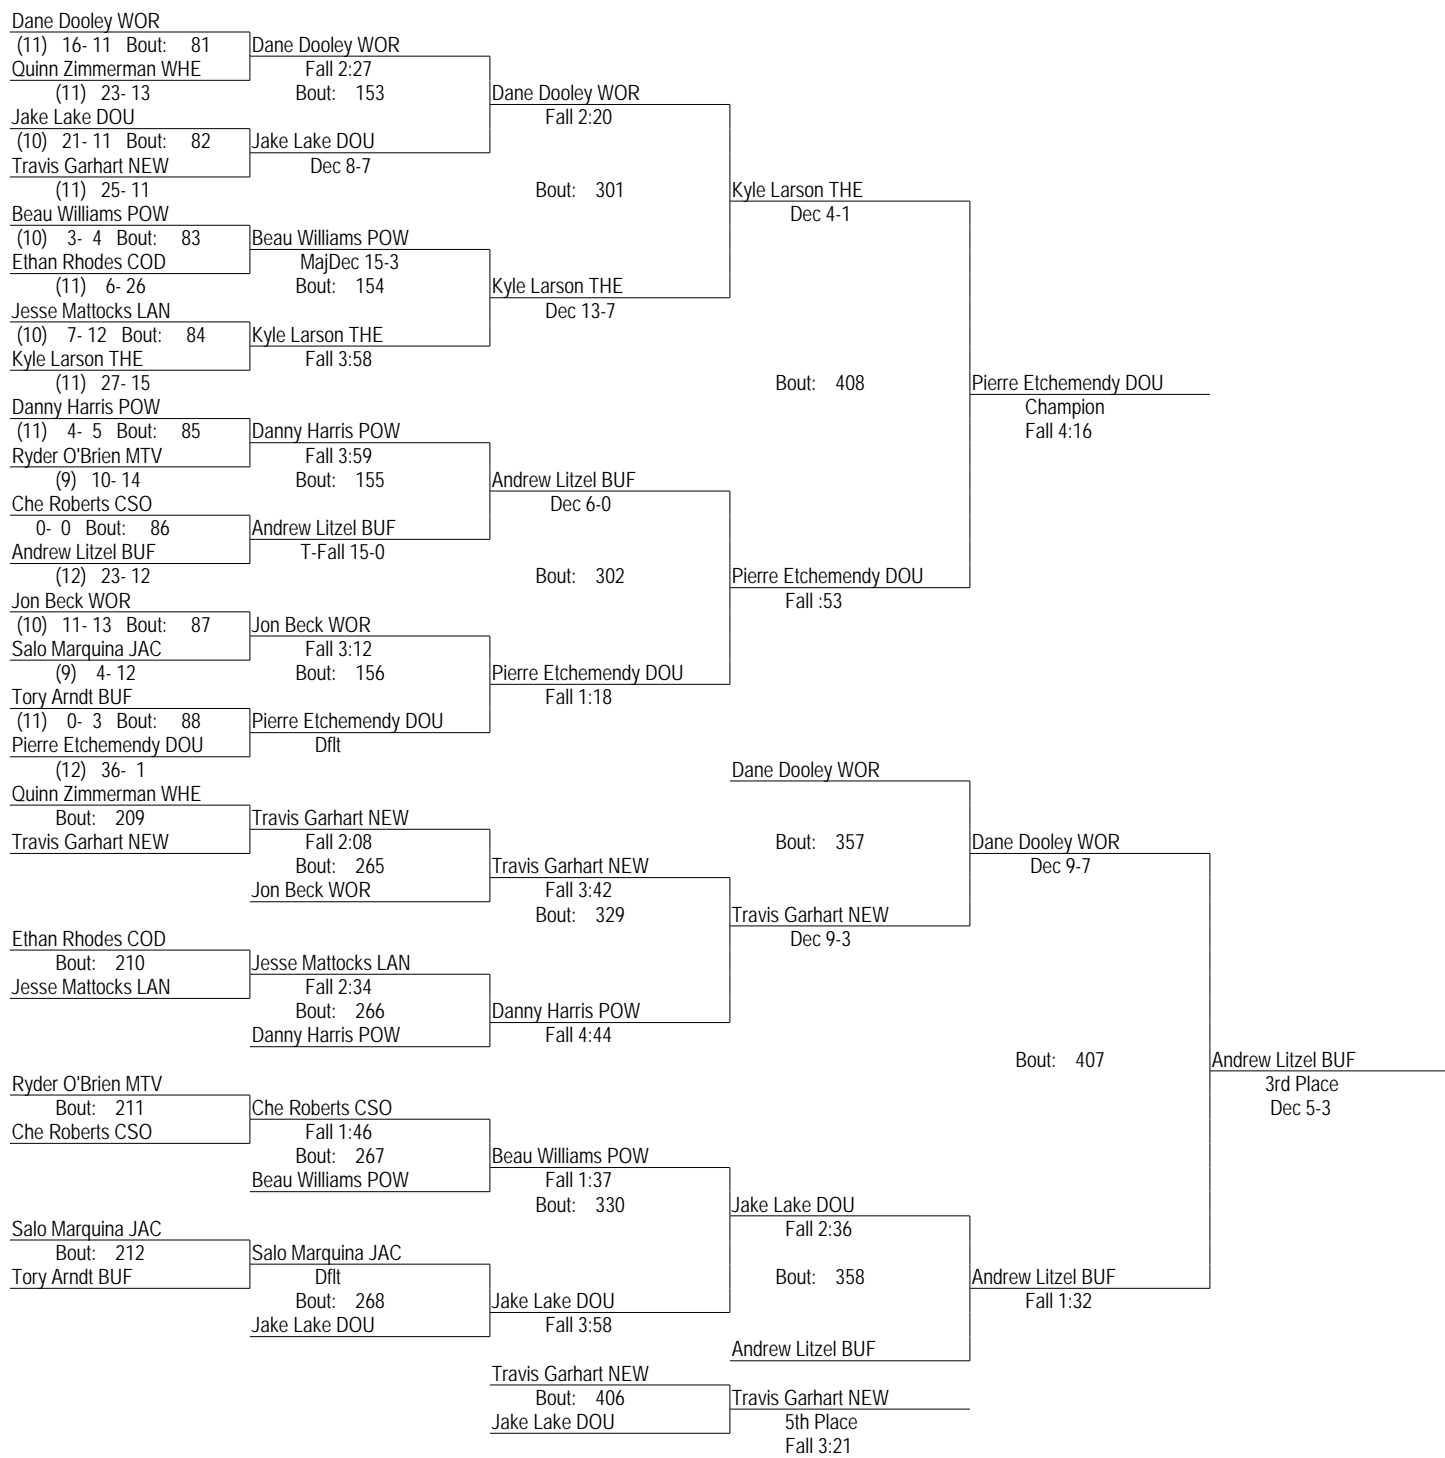 Dane Dooley WOR
(11) 16- 11 Bout: 81 Dane Dooley WOR
Quinn Zimmerman WHE Fall 2:27
(11) 23- 13 Bout: 153 Dane Dooley WOR
Jake Lake DOU Fall 2:20
(10) 21- 11 Bout: 82 Jake Lake DOU
Travis Garhart NEW Dec 8-7
(11) 25- 11 Bout: 301 Kyle Larson THE
Beau Williams POW Dec 4-1
(10) 3- 4 Bout: 83 Beau Williams POW
Ethan Rhodes COD MajDec 15-3
(11) 6- 26 Bout: 154 Kyle Larson THE
Jesse Mattocks LAN Dec 13-7
(10) 7- 12 Bout: 84 Kyle Larson THE
Kyle Larson THE Fall 3:58
(11) 27- 15 Bout: 408 Pierre Etchemendy DOU
Danny Harris POW Champion
(11) 4- 5 Bout: 85 Danny Harris POW Fall 4:16
Ryder O'Brien MTV Fall 3:59
(9) 10- 14 Bout: 155 Andrew Litzel BUF
Che Roberts CSO Dec 6-0
0- 0 Bout: 86 Andrew Litzel BUF
Andrew Litzel BUF T-Fall 15-0
(12) 23- 12 Bout: 302 Pierre Etchemendy DOU
Jon Beck WOR Fall :53
(10) 11- 13 Bout: 87 Jon Beck WOR
Salo Marquina JAC Fall 3:12
(9) 4- 12 Bout: 156 Pierre Etchemendy DOU
Tory Arndt BUF Fall 1:18
(11) 0- 3 Bout: 88 Pierre Etchemendy DOU
Pierre Etchemendy DOU Dflt
(12) 36- 1 Dane Dooley WOR
Quinn Zimmerman WHE
Bout: 209 Travis Garhart NEW
Travis Garhart NEW Fall 2:08 Bout: 357 Dane Dooley WOR
Bout: 265 Travis Garhart NEW Dec 9-7
Jon Beck WOR Fall 3:42
Bout: 329 Travis Garhart NEW
Ethan Rhodes COD Dec 9-3
Bout: 210 Jesse Mattocks LAN
Jesse Mattocks LAN Fall 2:34
Bout: 266 Danny Harris POW
Danny Harris POW Fall 4:44
Bout: 407 Andrew Litzel BUF
Ryder O'Brien MTV 3rd Place
Bout: 211 Che Roberts CSO Dec 5-3
Che Roberts CSO Fall 1:46
Bout: 267 Beau Williams POW
Beau Williams POW Fall 1:37
Bout: 330 Jake Lake DOU
Salo Marquina JAC Fall 2:36
Bout: 212 Salo Marquina JAC
Tory Arndt BUF Dflt Bout: 358 Andrew Litzel BUF
Bout: 268 Jake Lake DOU Fall 1:32
Jake Lake DOU Fall 3:58
Andrew Litzel BUF
Travis Garhart NEW
Bout: 406 Travis Garhart NEW
Jake Lake DOU 5th Place
Fall 3:21